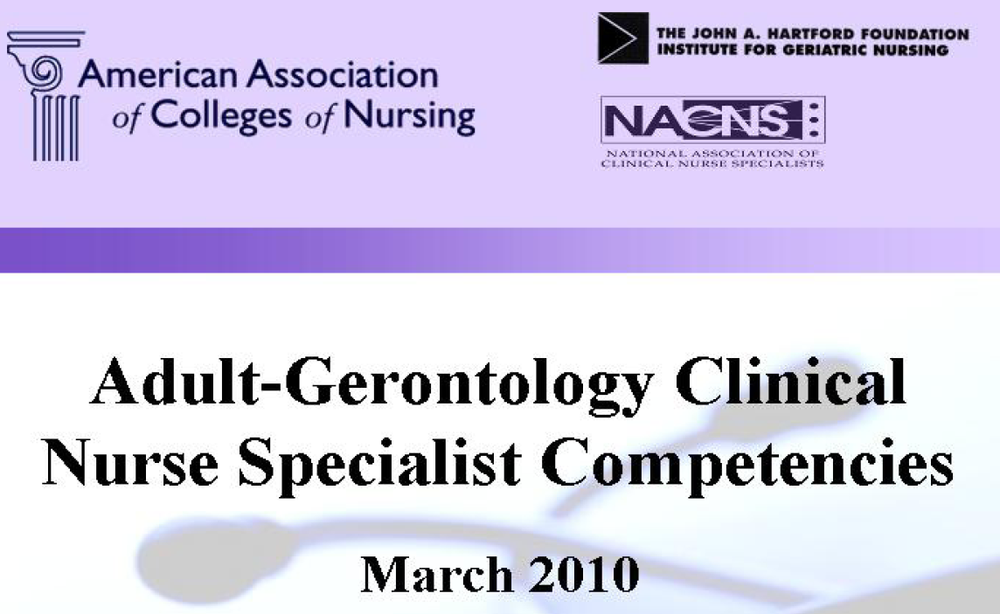 American Association
of Colleges of Nursing
THE JOHN A. HARTFORD FOUNDATION
INSTITUTE FOR GERIATRIC NURSING
NACNS
NATIONAL ASSOCIATION OF
CLINICAL NURSE SPECIALISTS
Adult-Gerontology Clinical
Nurse Specialist Competencies
March 2010